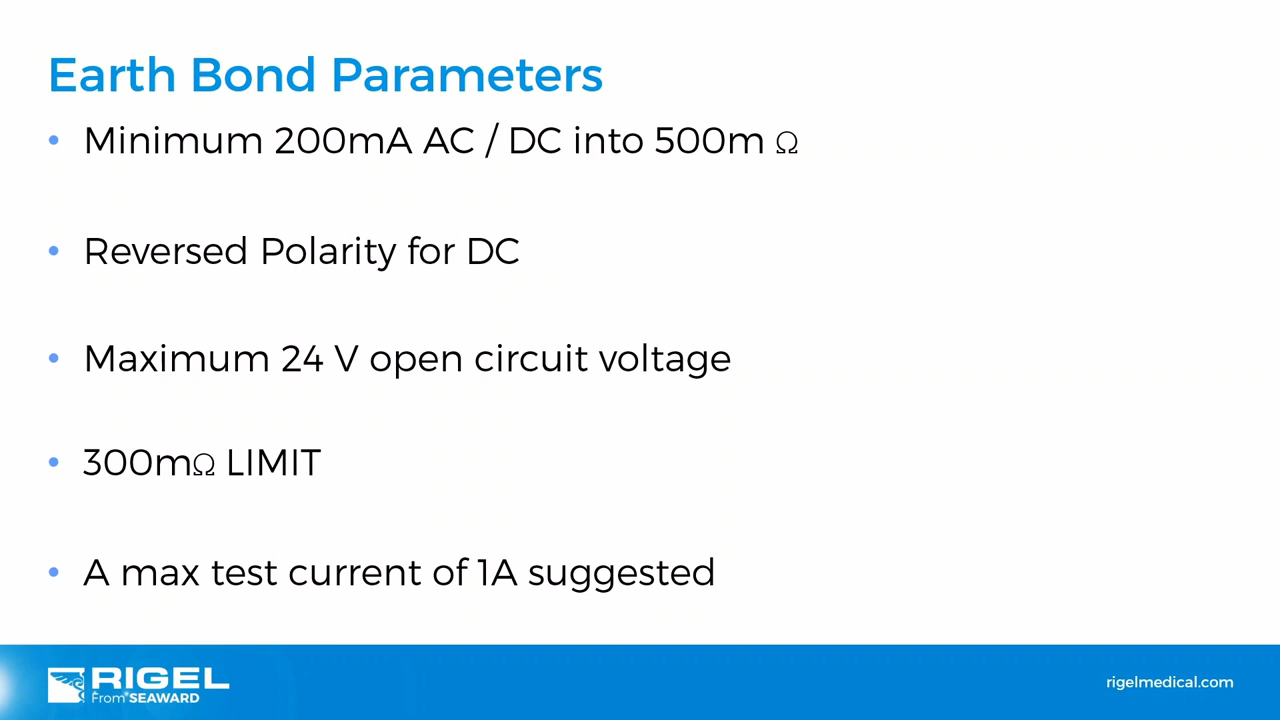 Earth Bond Parameters
• Minimum 200mA AC / DC into 500m Ω
• Reversed Polarity for DC
• Maximum 24 V open circuit voltage
• 300mΩ LIMIT
• A max test current of 1A suggested
RIGEL
From SEAWARD
rigelmedical.com